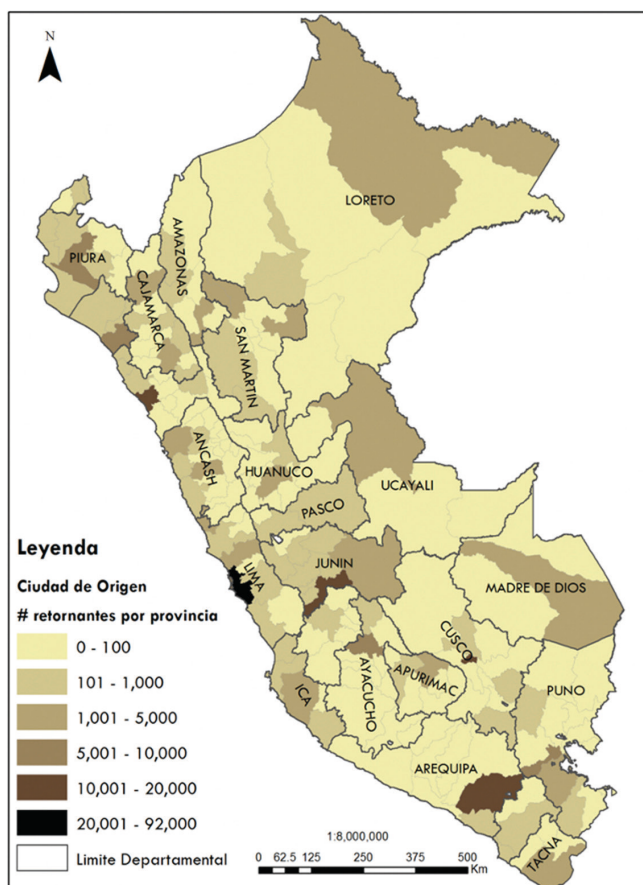 N
LORETO
AMAZONAS
PIURA
CAJAMARCA
SAN MARTIN
ANCASH
HUANUCO
UCAYALI
PASCO
LIMA
JUNIN
MADRE DE DIOS
CUSCO
ICA
AYACUCHO
APURIMAC
PUNO
AREQUIPA
TACNA
Leyenda
Ciudad de Origen
# retornantes por provincia
0 - 100
101 - 1,000
1,001 - 5,000
5,001 - 10,000
10,001 - 20,000
20,001 - 92,000
Limite Departamental
1:8,000,000
0 62.5 125 250 375 500
Km